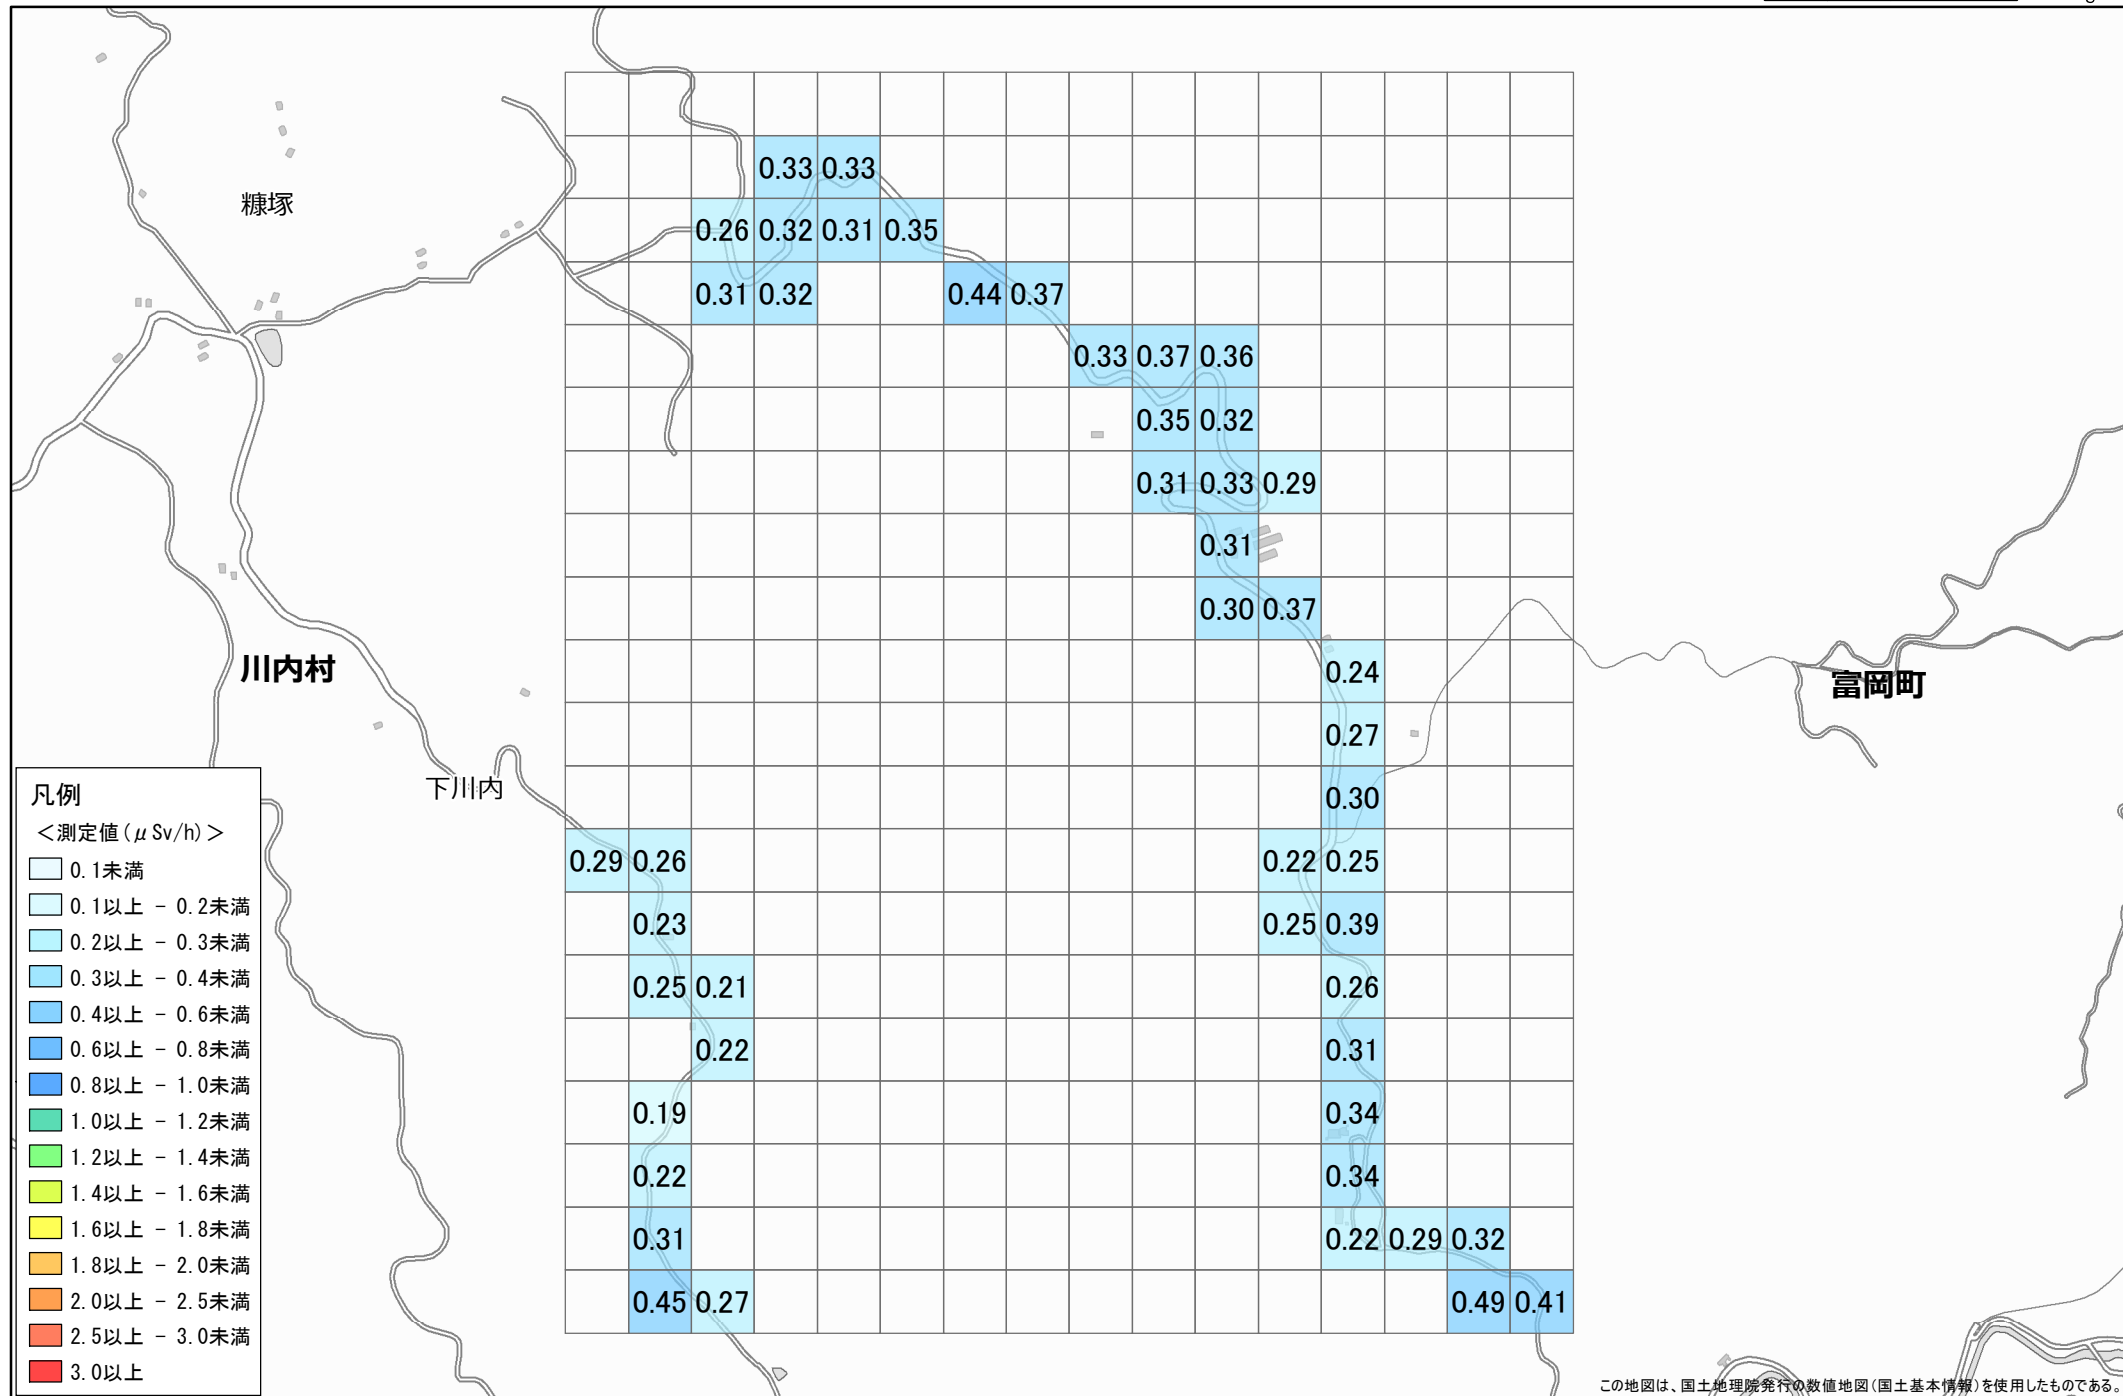 0.33 0.33
糠塚
0.26 0.32 0.31 0.35
0.31 0.32 0.44 0.37
0.33 0.37 0.36
0.35 0.32
0.31 0.33 0.29
0.31
0.30 0.37
川内村
0.24
富岡町
0.27
下川内
0.30
0.29 0.26 0.22 0.25
0.23 0.25 0.39
0.25 0.21 0.26
0.22 0.31
0.19 0.34
0.22 0.34
0.31 0.22 0.29 0.32
0.45 0.27 0.49 0.41
凡例
＜測定値(μSv/h)＞
0.1未満
0.1以上 － 0.2未満
0.2以上 － 0.3未満
0.3以上 － 0.4未満
0.4以上 － 0.6未満
0.6以上 － 0.8未満
0.8以上 － 1.0未満
1.0以上 － 1.2未満
1.2以上 － 1.4未満
1.4以上 － 1.6未満
1.6以上 － 1.8未満
1.8以上 － 2.0未満
2.0以上 － 2.5未満
2.5以上 － 3.0未満
3.0以上
この地図は、国土地理院発行の数値地図(国土基本情報)を使用したものである。